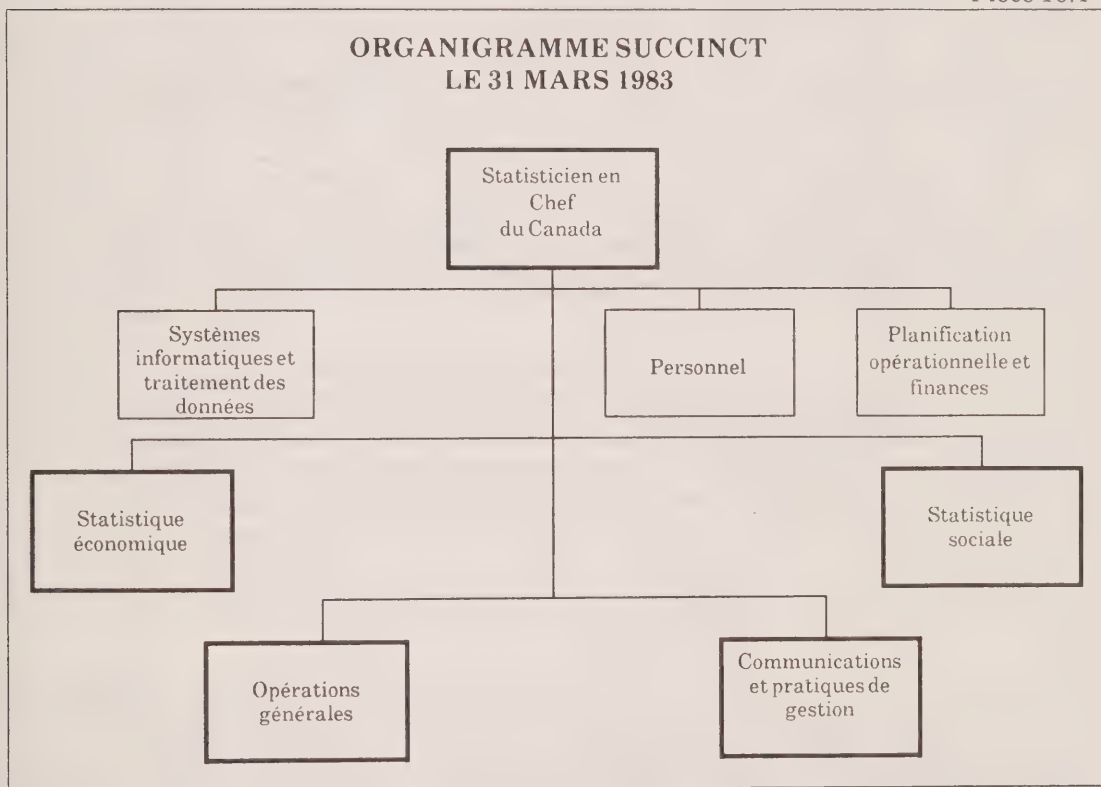 ORGANIGRAMME SUCCINCT
LE 31 MARS 1983
Statisticien en
Chef
du Canada
Systèmes
informatiques et
traitement des
données
Personnel
Planification
opérationnelle et
finances
Statistique
économique
Statistique
sociale
Opérations
générales
Communications
et pratiques de
gestion